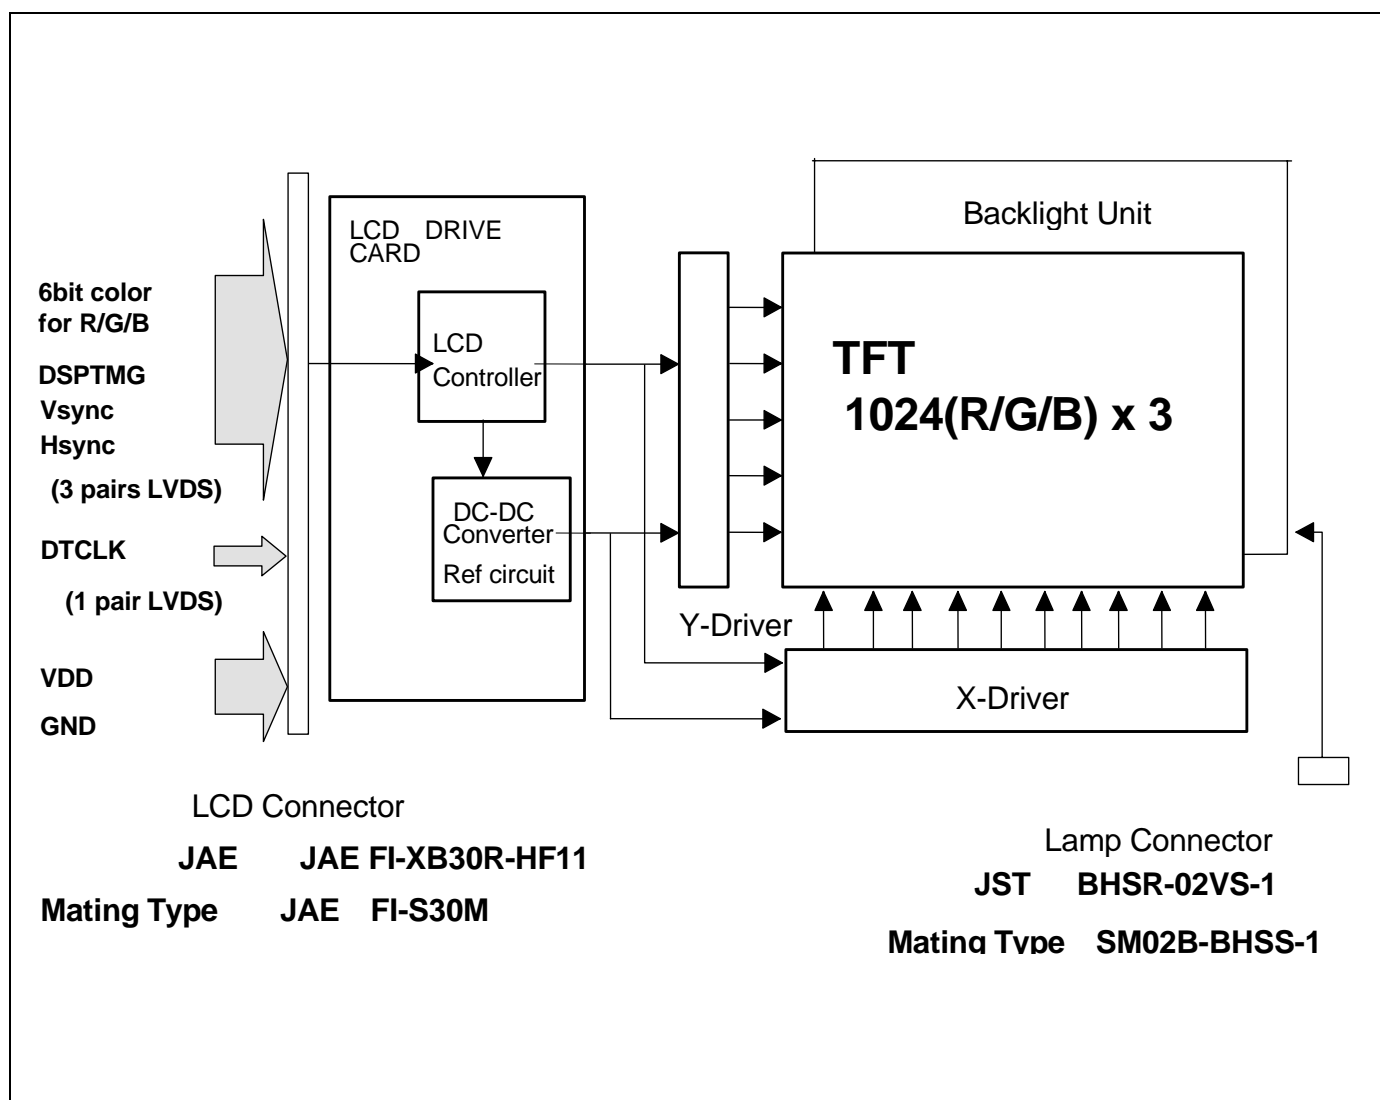 6bit color
for R/G/B
DSPTMG
Vsync
Hsync
(3 pairs LVDS)
DTCLK
(1 pair LVDS)
VDD
GND
LCD DRIVE
CARD
LCD
Controller
DC-DC
Converter
Ref circuit
Backlight Unit
TFT
1024(R/G/B) x 3
Y-Driver
X-Driver
LCD Connector
JAE JAE FI-XB30R-HF11
Mating Type JAE FI-S30M
Lamp Connector
JST BHSR-02VS-1
Mating Type SM02B-BHSS-1